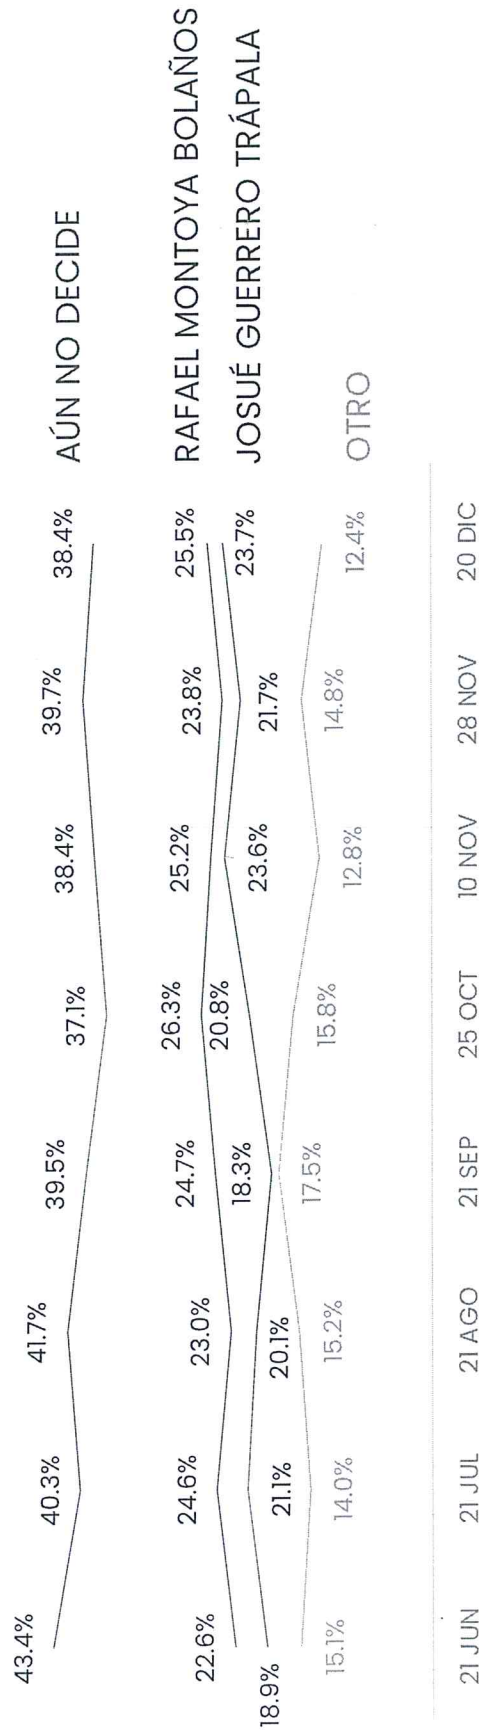 43.4% 40.3% 41.7% 39.5% 37.1% 38.4% 39.7% 38.4% AÚN NO DECIDE
22.6% 24.6% 23.0% 24.7% 26.3% 25.2% 23.8% 25.5% RAFAEL MONTOYA BOLAÑOS
18.9% 21.1% 20.1% 18.3% 20.8% 23.6% 21.7% 23.7% JOSUÉ GUERRERO TRÁPALA
15.1% 14.0% 15.2% 17.5% 15.8% 12.8% 14.8% 12.4% OTRO
21 JUN 21 JUL 21 AGO 21 SEP 25 OCT 10 NOV 28 NOV 20 DIC